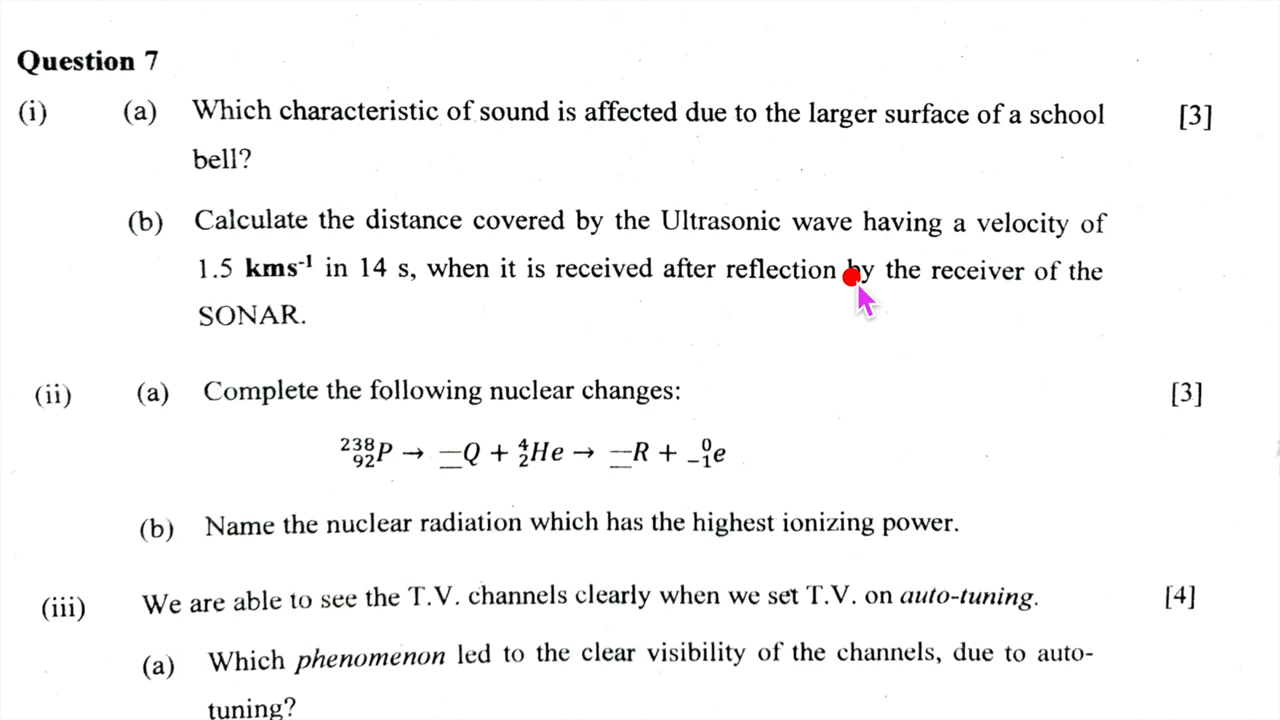 Question 7
(i) (a) Which characteristic of sound is affected due to the larger surface of a school [3]
bell?
(b) Calculate the distance covered by the Ultrasonic wave having a velocity of
1.5 kms⁻¹ in 14 s, when it is received after reflection by the receiver of the
SONAR.
(ii) (a) Complete the following nuclear changes: [3]
²³⁸₉₂P → __Q + ⁴₂He → __R + ⁰₋₁e
(b) Name the nuclear radiation which has the highest ionizing power.
(iii) We are able to see the T.V. channels clearly when we set T.V. on auto-tuning. [4]
(a) Which phenomenon led to the clear visibility of the channels, due to auto-
tuning?